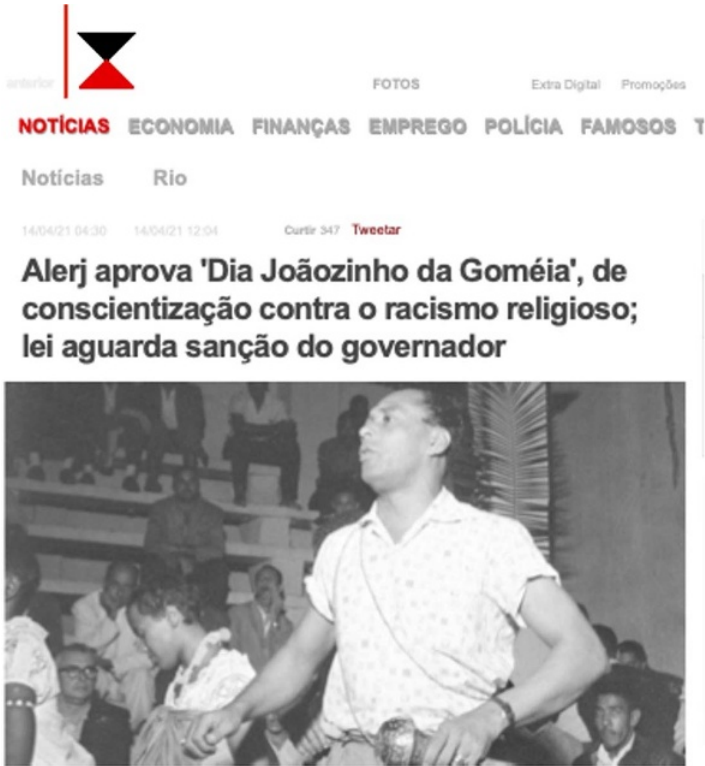 anterior
FOTOS Extra Digital Promoções
NOTÍCIAS ECONOMIA FINANÇAS EMPREGO POLÍCIA FAMOSOS T
Notícias Rio
14/04/21 04:30 14/04/21 12:04 Curtir 347 Tweetar
Alerj aprova 'Dia Joãozinho da Goméia', de
conscientização contra o racismo religioso;
lei aguarda sanção do governador